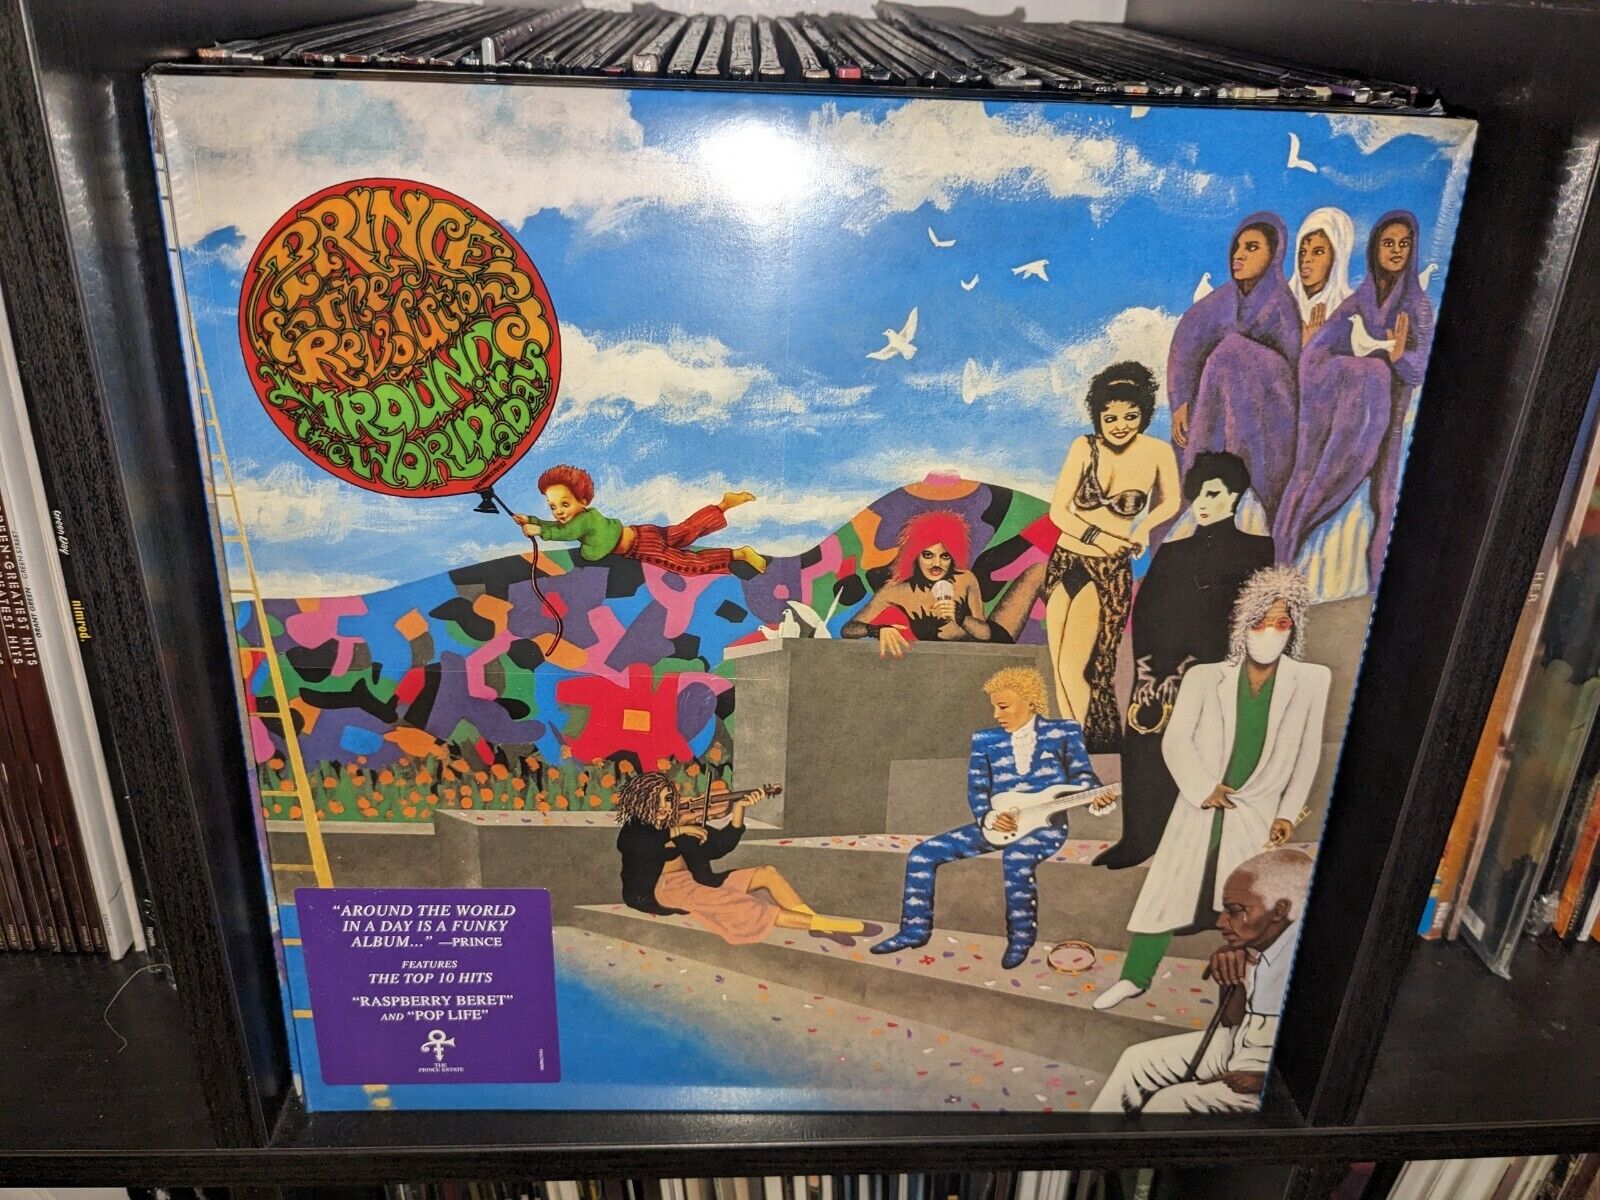 PRINCE
& the
Revolution
AROUND
the WORLD in
a DAY
"AROUND THE WORLD
IN A DAY IS A FUNKY
ALBUM..." —PRINCE
FEATURES
THE TOP 10 HITS
"RASPBERRY BERET"
AND "POP LIFE"
THE
PRINCE ESTATE
Green Day
nimrod.
GREATEST HITS